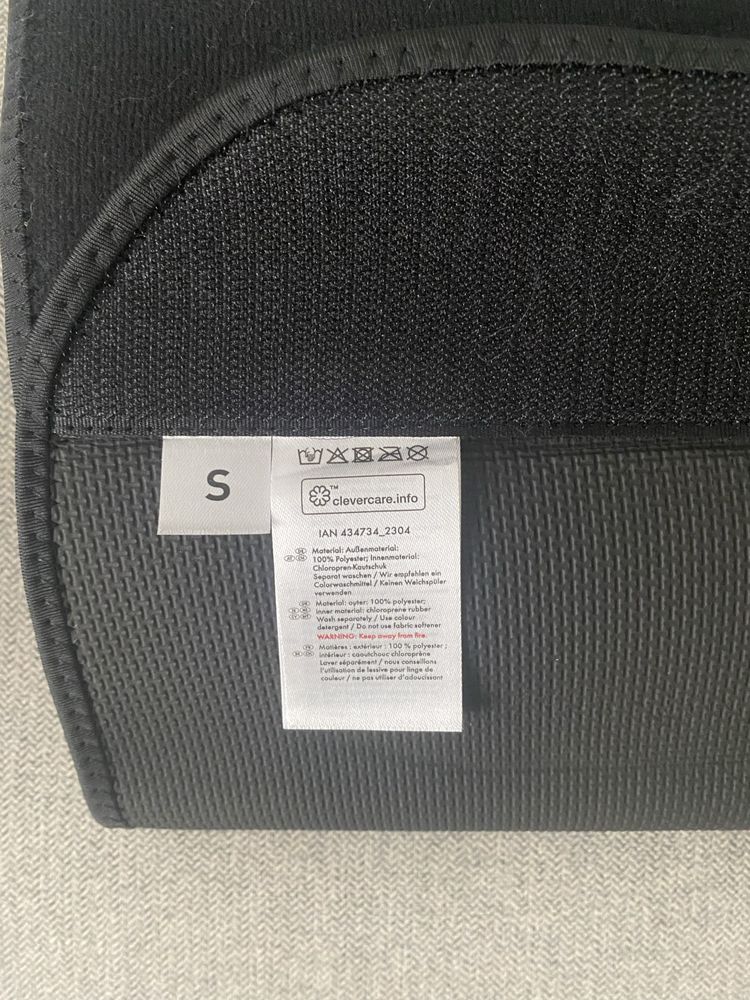 S
™
clevercare.info
IAN 434734_2304
Material: Außenmaterial:
100% Polyester; Innenmaterial:
Chloropren-Kautschuk
Separat waschen / Wir empfehlen ein
Colorwaschmittel / Keinen Weichspüler
verwenden
Material: outer: 100% polyester;
inner material: chloroprene rubber
Wash separately / Use colour
detergent / Do not use fabric softener
WARNING: Keep away from fire.
Matières : extérieur : 100 % polyester ;
intérieur : caoutchouc chloroprène
Laver séparément / nous conseillons
l'utilisation de lessive pour linge de
couleur / ne pas utiliser d'adoucissant